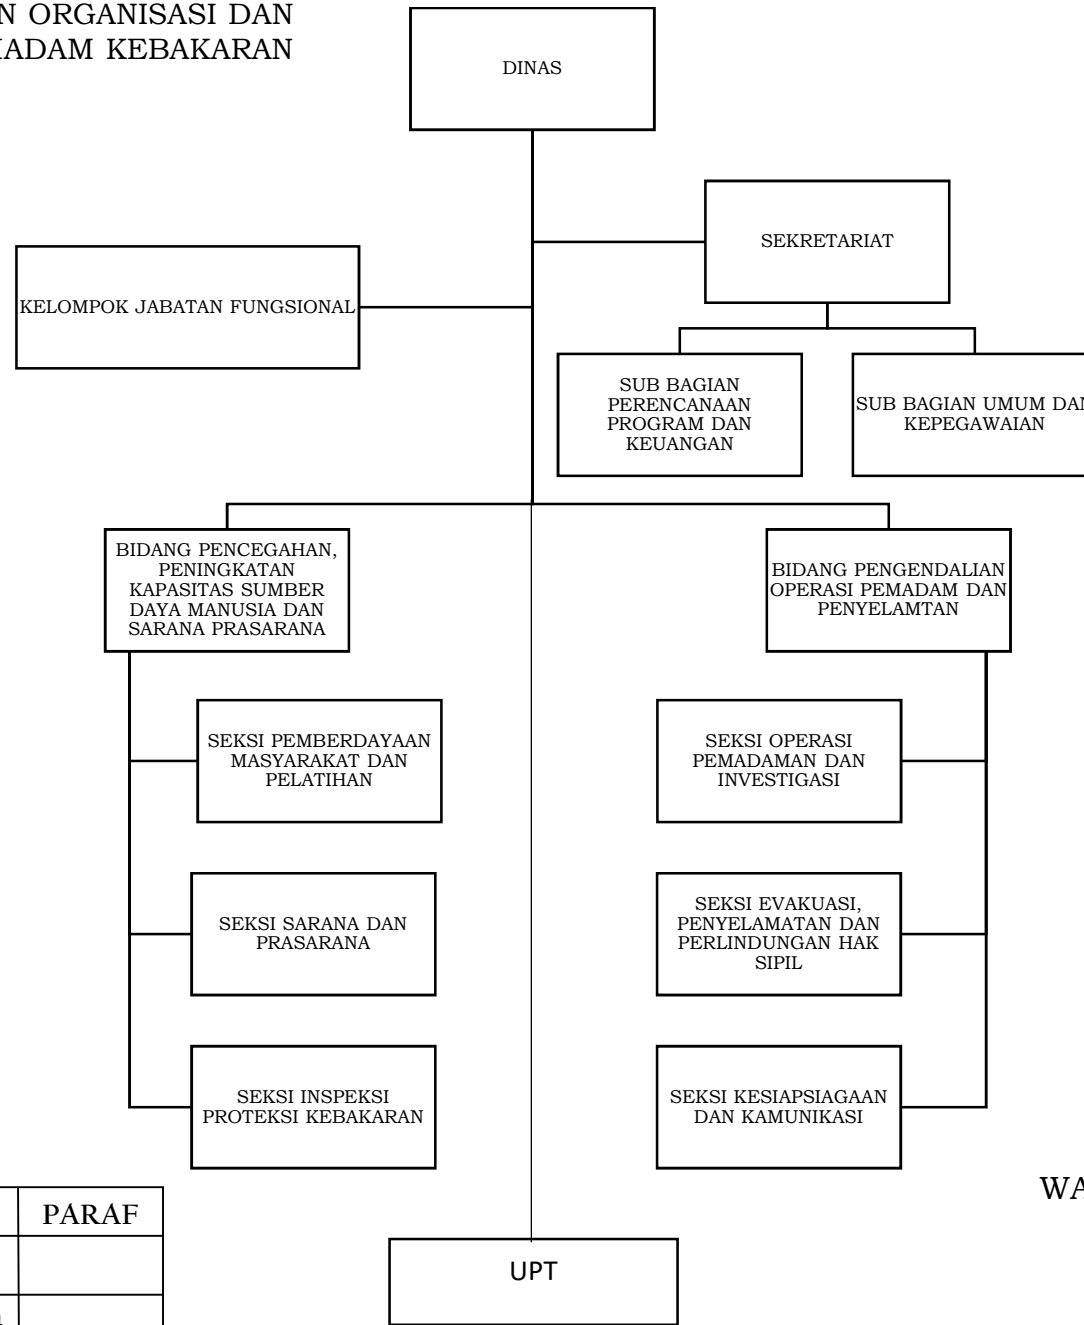 ORGANISASI DAN
KEBAKARAN
DINAS
SEKRETARIAT
KELOMPOK JABATAN FUNGSIONAL
SUB BAGIAN
PERENCANAAN
PROGRAM DAN
KEUANGAN
SUB BAGIAN UMUM DAN
KEPEGAWAIAN
BIDANG PENCEGAHAN,
PENINGKATAN
KAPASITAS SUMBER
DAYA MANUSIA DAN
SARANA PRASARANA
BIDANG PENGENDALIAN
OPERASI PEMADAM DAN
PENYELAMTAN
SEKSI PEMBERDAYAAN
MASYARAKAT DAN
PELATIHAN
SEKSI OPERASI
PEMADAMAN DAN
INVESTIGASI
SEKSI SARANA DAN
PRASARANA
SEKSI EVAKUASI,
PENYELAMATAN DAN
PERLINDUNGAN HAK
SIPIL
SEKSI INSPEKSI
PROTEKSI KEBAKARAN
SEKSI KESIAPSIAGAAN
DAN KAMUNIKASI
WA
PARAF
UPT